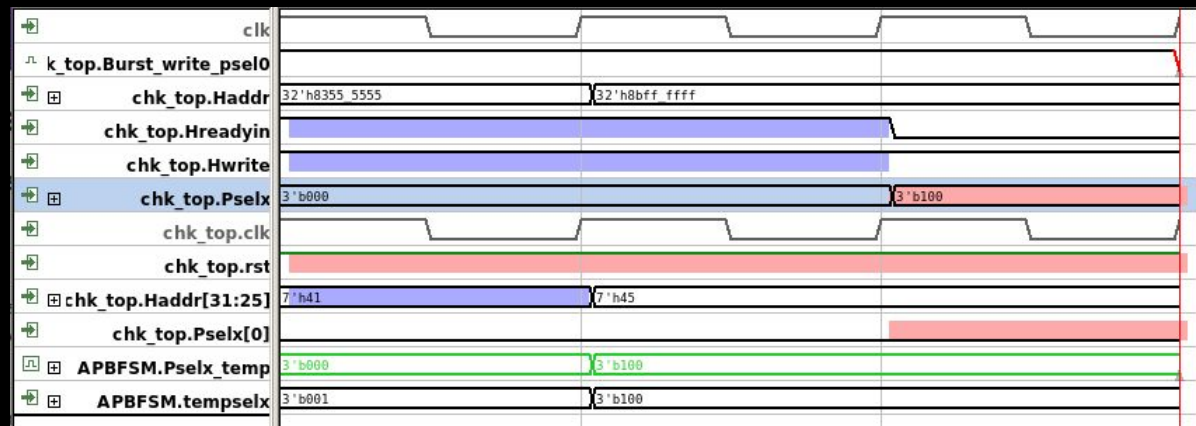 clk
k_top.Burst_write_psel0
chk_top.Haddr 32'h8355_5555 32'h8bff_ffff
chk_top.Hreadyin
chk_top.Hwrite
chk_top.Pselx 3'b000 3'b100
chk_top.clk
chk_top.rst
chk_top.Haddr[31:25] 7'h41 7'h45
chk_top.Pselx[0]
APBFSM.Pselx_temp 3'b000 3'b100
APBFSM.tempselx 3'b001 3'b100